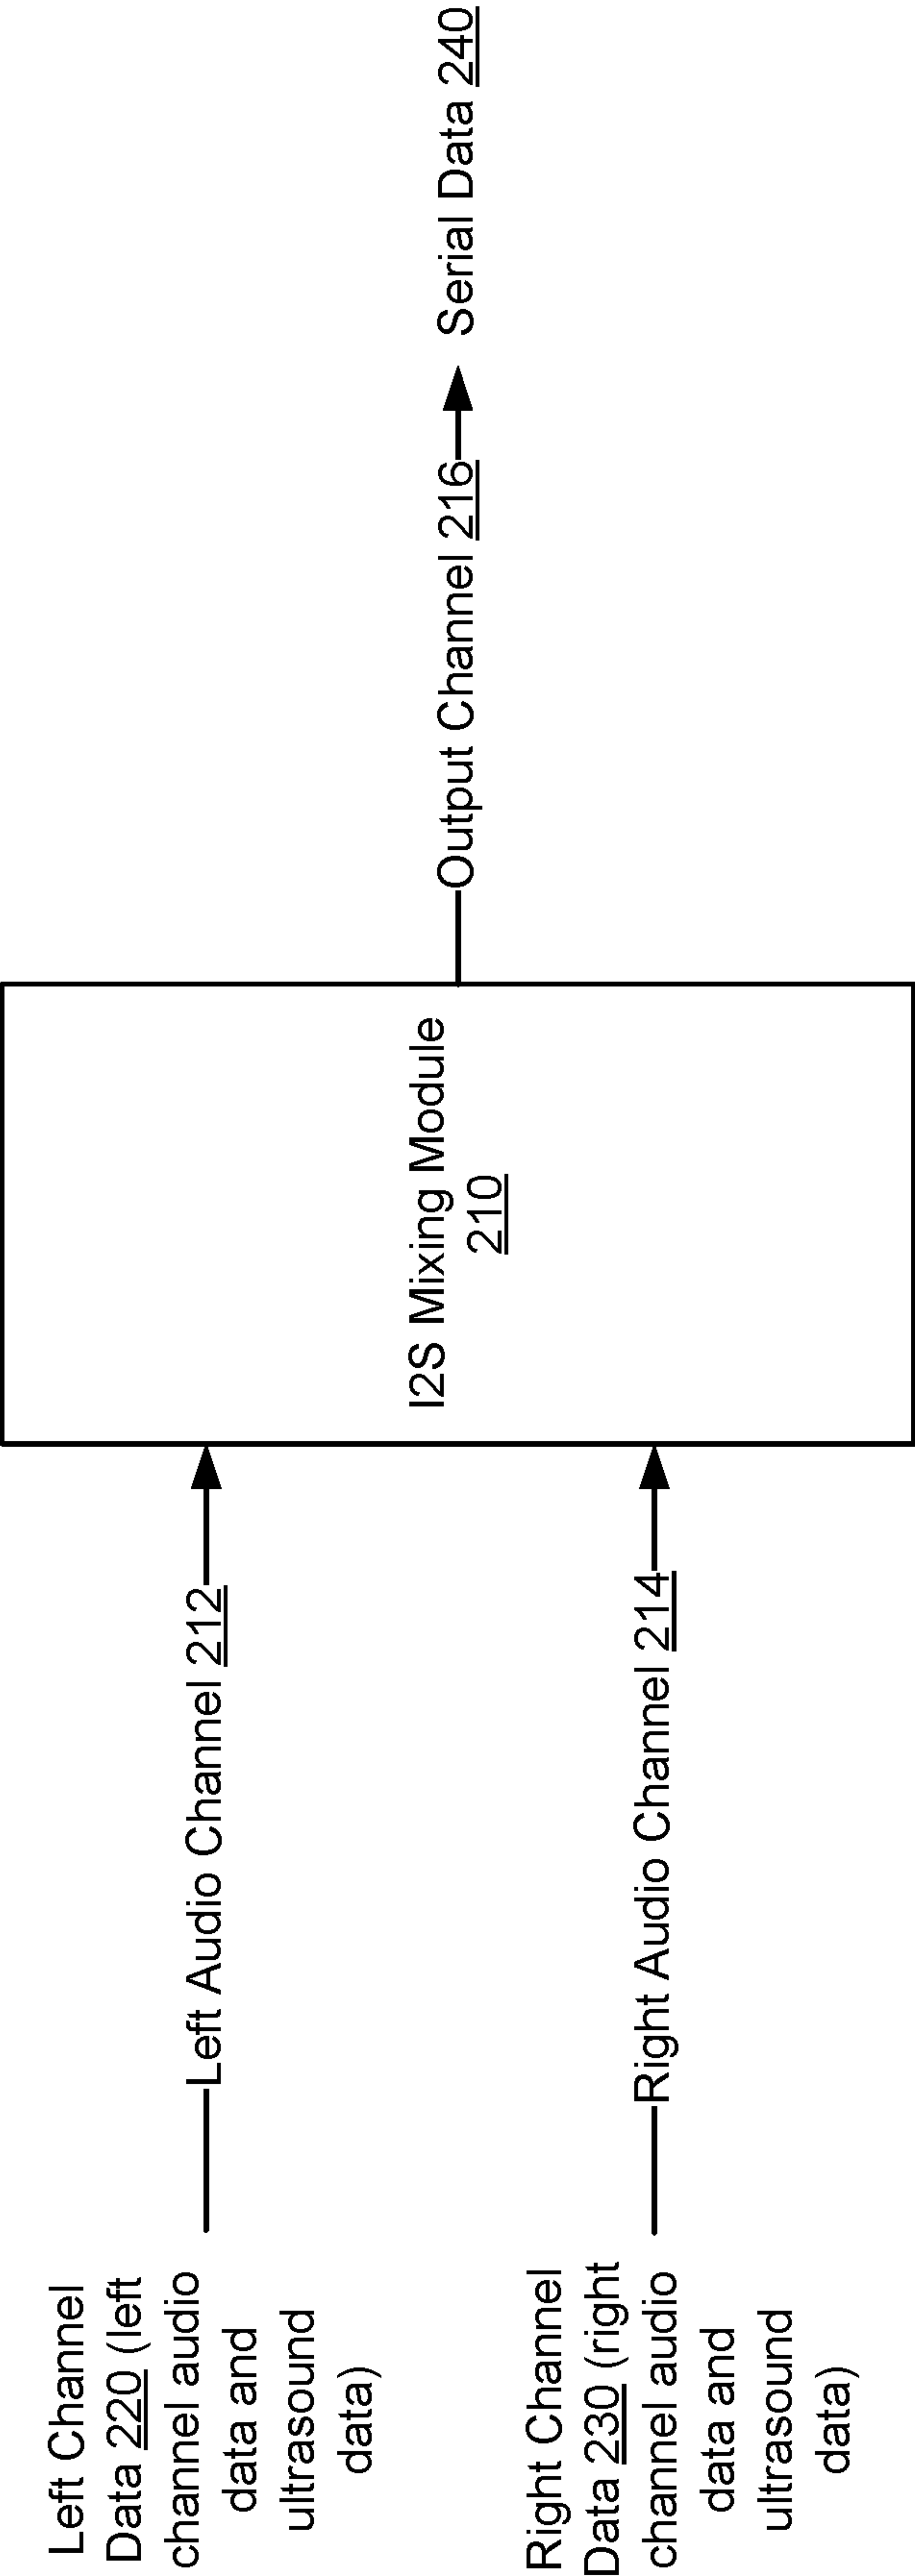 Left Channel
Data 220 (left
channel audio
data and
ultrasound
data)
Left Audio Channel 212
Right Channel
Data 230 (right
channel audio
data and
ultrasound
data)
Right Audio Channel 214
I2S Mixing Module
210
Output Channel 216
Serial Data 240